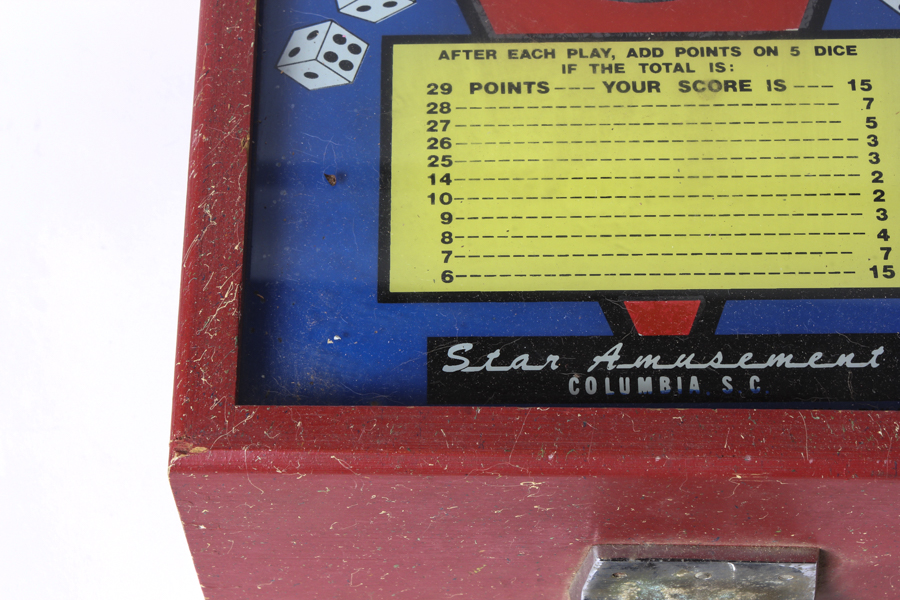 AFTER EACH PLAY, ADD POINTS ON 5 DICE
IF THE TOTAL IS:
29 POINTS --- YOUR SCORE IS --- 15
28 ------------------------------ 7
27 ------------------------------ 5
26 ------------------------------ 3
25 ------------------------------ 3
14 ------------------------------ 2
10 ------------------------------ 2
9 ------------------------------ 3
8 ------------------------------ 4
7 ------------------------------ 7
6 ------------------------------ 15
Star Amusement
COLUMBIA S C